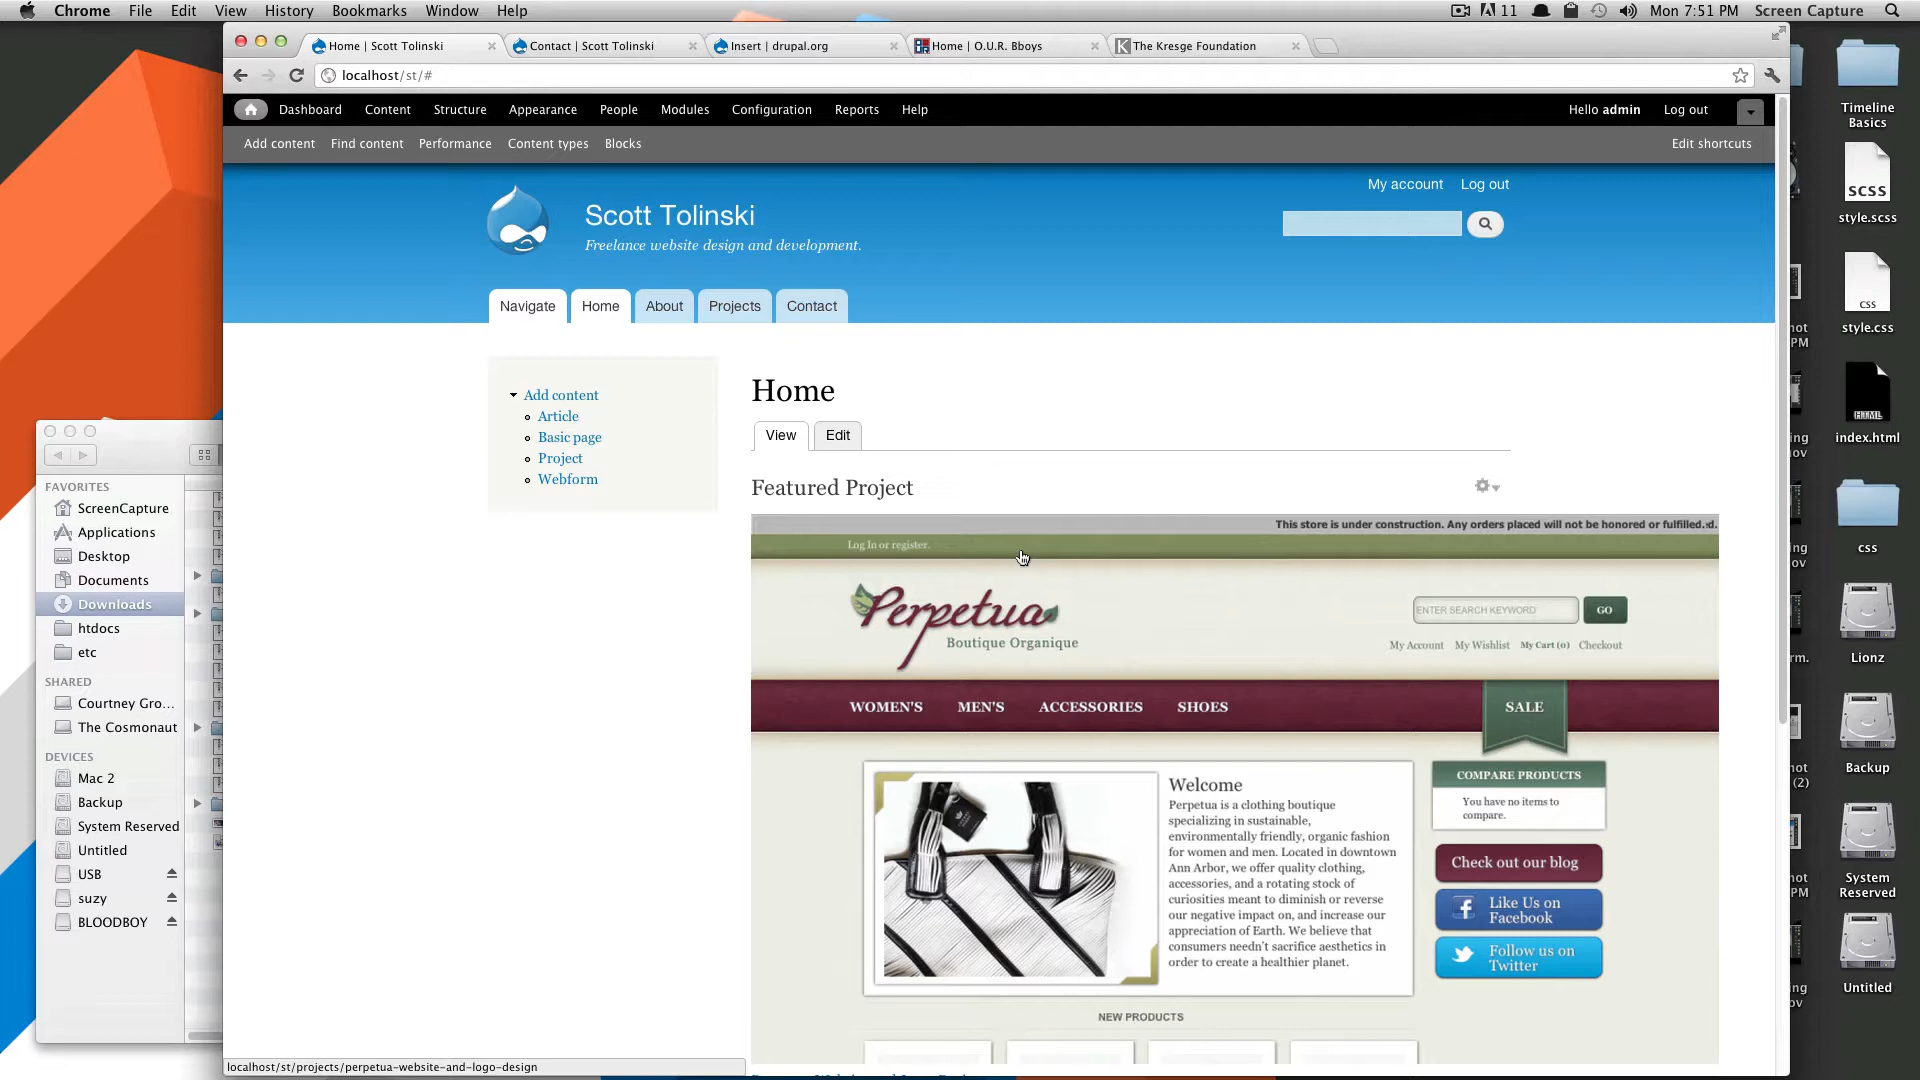 Chrome File Edit View History Bookmarks Window Help
11 Mon 7:51 PM Screen Capture
Home | Scott Tolinski
Contact | Scott Tolinski
Insert | drupal.org
Home | O.U.R. Bboys
The Kresge Foundation
localhost/st/#
Dashboard Content Structure Appearance People Modules Configuration Reports Help
Hello admin Log out
Add content Find content Performance Content types Blocks
Edit shortcuts
My account Log out
Scott Tolinski
Freelance website design and development.
Navigate Home About Projects Contact
Add content
Article
Basic page
Project
Webform
Home
View Edit
Featured Project
This store is under construction. Any orders placed will not be honored or fulfilled.
Log In or register.
Perpetua
Boutique Organique
ENTER SEARCH KEYWORD GO
My Account My Wishlist My Cart (0) Checkout
WOMEN'S MEN'S ACCESSORIES SHOES SALE
Welcome
Perpetua is a clothing boutique
specializing in sustainable,
environmentally friendly, organic fashion
for women and men. Located in downtown
Ann Arbor, we offer quality clothing,
accessories, and a rotating stock of
curiosities meant to diminish or reverse
our negative impact on, and increase our
appreciation of Earth. We believe that
consumers needn't sacrifice aesthetics in
order to create a healthier planet.
COMPARE PRODUCTS
You have no items to
compare.
Check out our blog
Like Us on
Facebook
Follow us on
Twitter
NEW PRODUCTS
localhost/st/projects/perpetua-website-and-logo-design
FAVORITES
ScreenCapture
Applications
Desktop
Documents
Downloads
htdocs
etc
SHARED
Courtney Gro...
The Cosmonaut
DEVICES
Mac 2
Backup
System Reserved
Untitled
USB
suzy
BLOODBOY
Timeline
Basics
SCSS
style.scss
css
style.css
HTML
index.html
css
Lionz
Backup
System
Reserved
Untitled